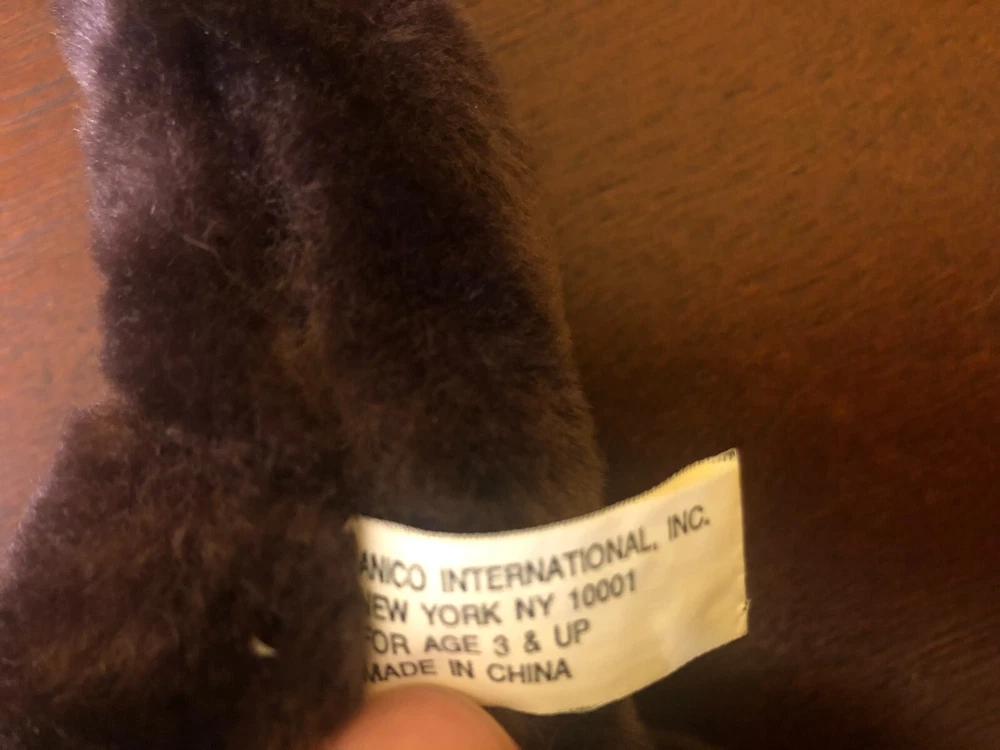 ANICO INTERNATIONAL, INC.
NEW YORK NY 10001
FOR AGE 3 & UP
MADE IN CHINA